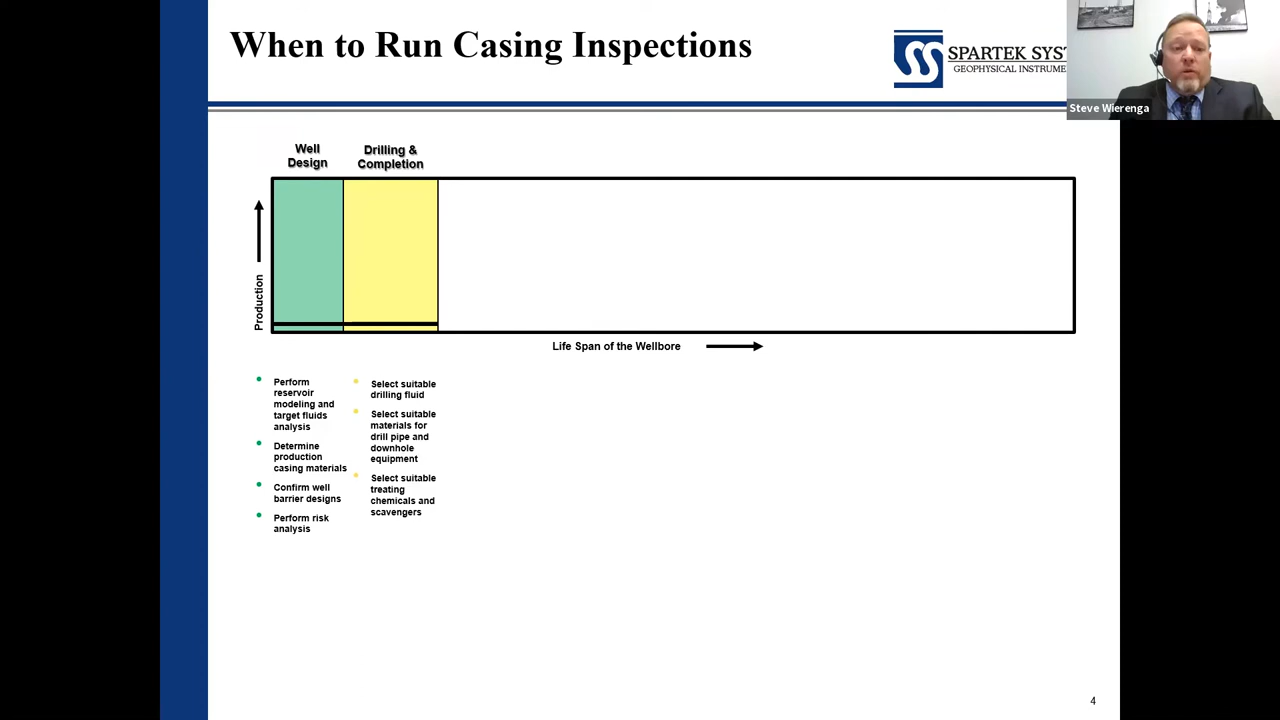 When to Run Casing Inspections
SPARTEK SYST
GEOPHYSICAL INSTRUME
Steve Wierenga
Well
Design
Drilling &
Completion
Production
Life Span of the Wellbore
• Perform
reservoir
modeling and
target fluids
analysis
• Determine
production
casing materials
• Confirm well
barrier designs
• Perform risk
analysis
• Select suitable
drilling fluid
• Select suitable
materials for
drill pipe and
downhole
equipment
• Select suitable
treating
chemicals and
scavengers
4